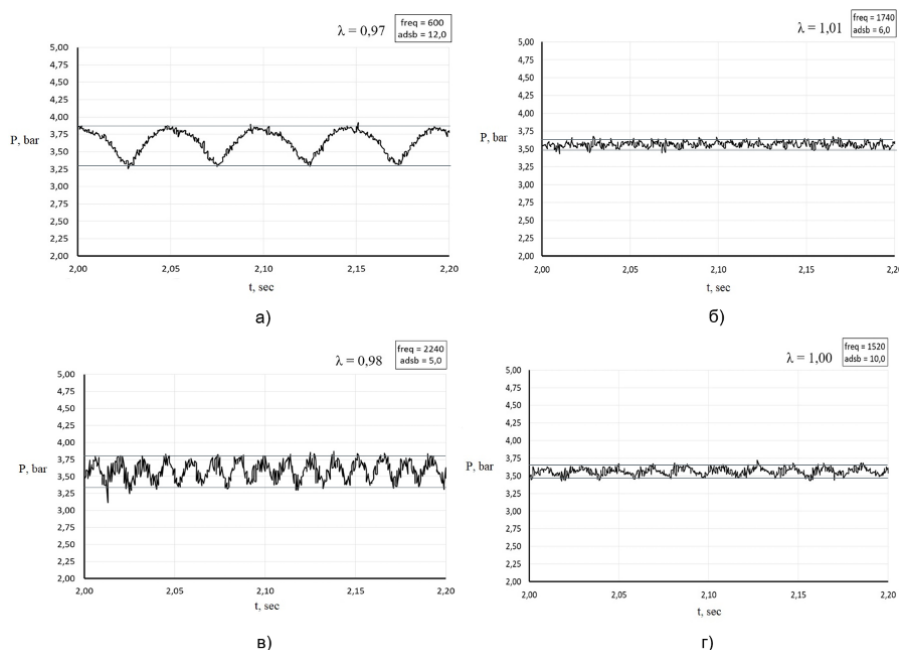 λ = 0,97
freq = 600
adsb = 12,0
5,00
4,75
4,50
4,25
4,00
3,75
3,50
3,25
3,00
2,75
2,50
2,25
2,00
P, bar
2,00 2,05 2,10 2,15 2,20
t, sec
а)
λ = 1,01
freq = 1740
adsb = 6,0
5,00
4,75
4,50
4,25
4,00
3,75
3,50
3,25
3,00
2,75
2,50
2,25
2,00
P, bar
2,00 2,05 2,10 2,15 2,20
t, sec
б)
λ = 0,98
freq = 2240
adsb = 5,0
5,00
4,75
4,50
4,25
4,00
3,75
3,50
3,25
3,00
2,75
2,50
2,25
2,00
P, bar
2,00 2,05 2,10 2,15 2,20
t, sec
в)
λ = 1,00
freq = 1520
adsb = 10,0
5,00
4,75
4,50
4,25
4,00
3,75
3,50
3,25
3,00
2,75
2,50
2,25
2,00
P, bar
2,00 2,05 2,10 2,15 2,20
t, sec
г)